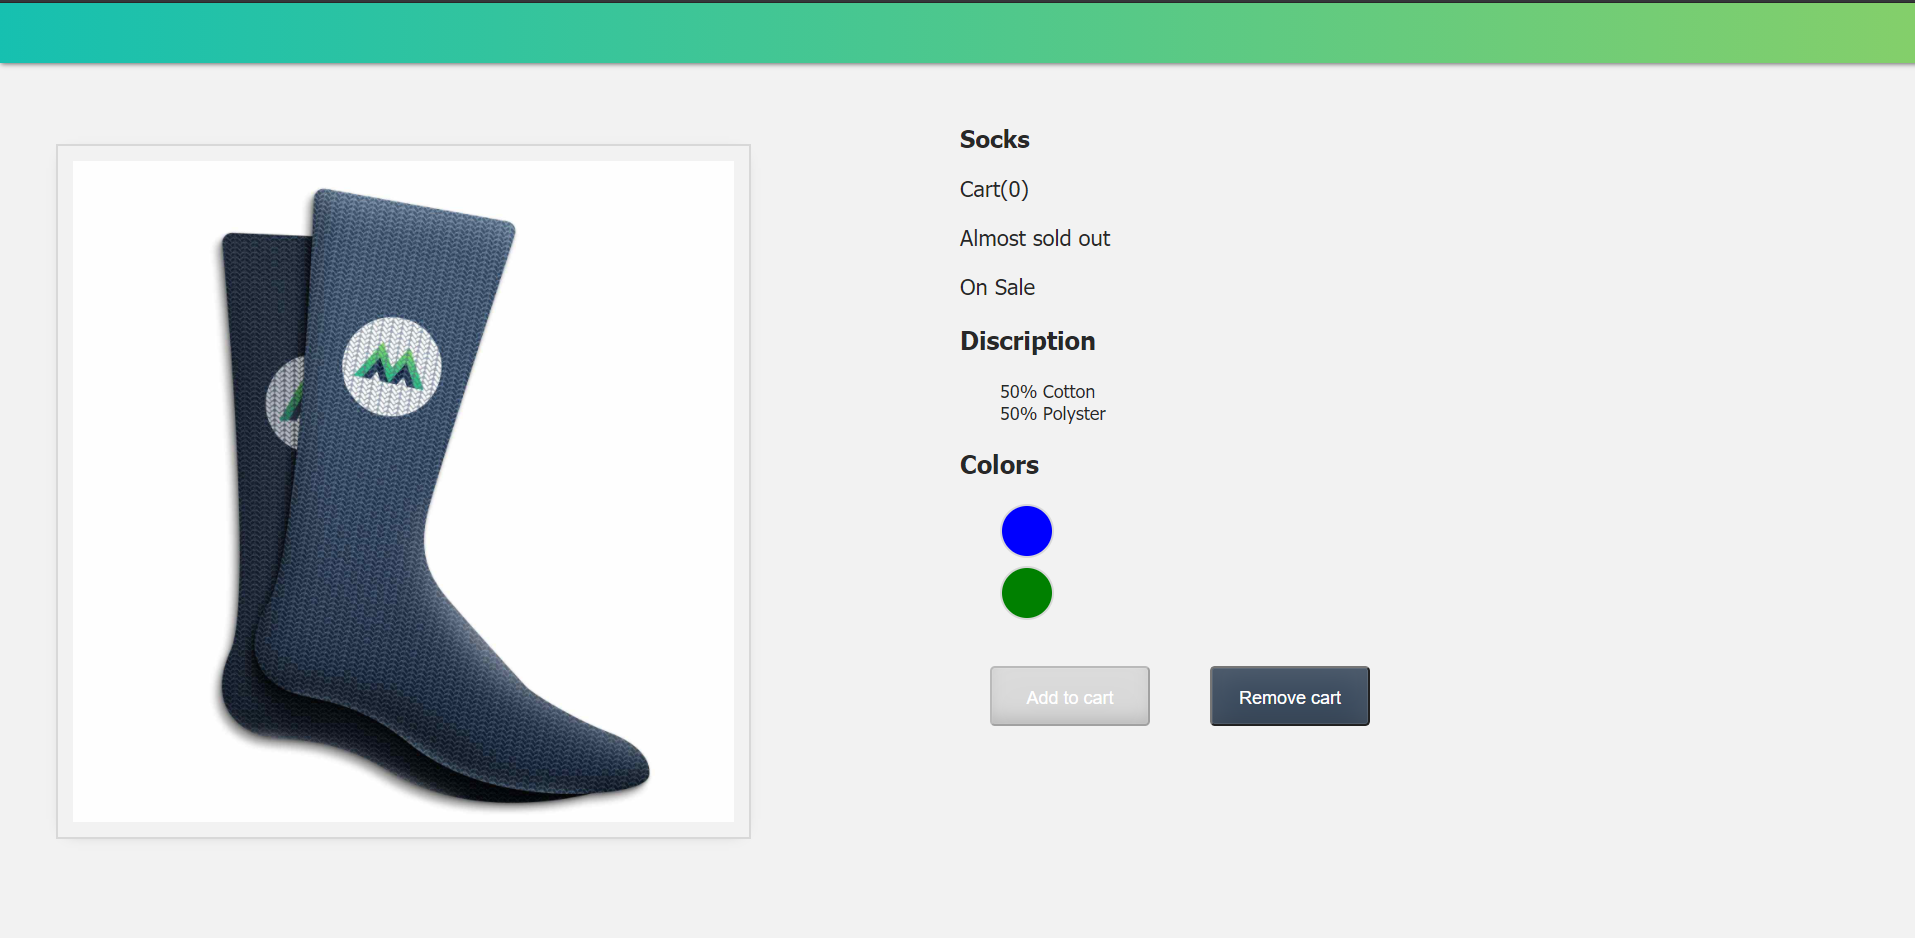 Socks
Cart(0)
Almost sold out
On Sale
Discription
50% Cotton
50% Polyster
Colors
Add to cart
Remove cart